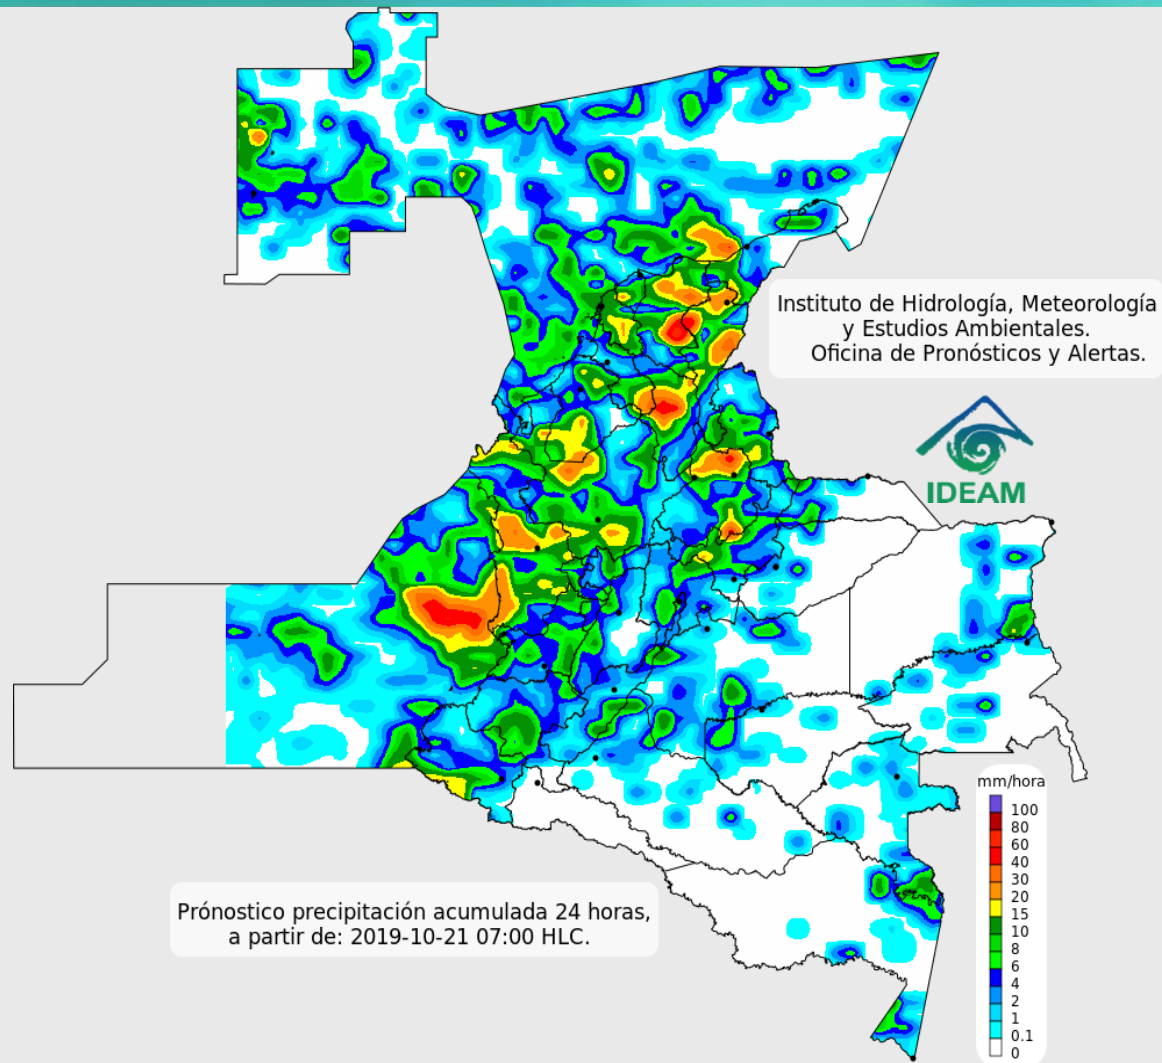 Instituto de Hidrología, Meteorología
y Estudios Ambientales.
Oficina de Pronósticos y Alertas.
IDEAM
mm/hora
100
80
60
40
30
20
15
10
8
6
4
2
1
0.1
0
Prónostico precipitación acumulada 24 horas,
a partir de: 2019-10-21 07:00 HLC.